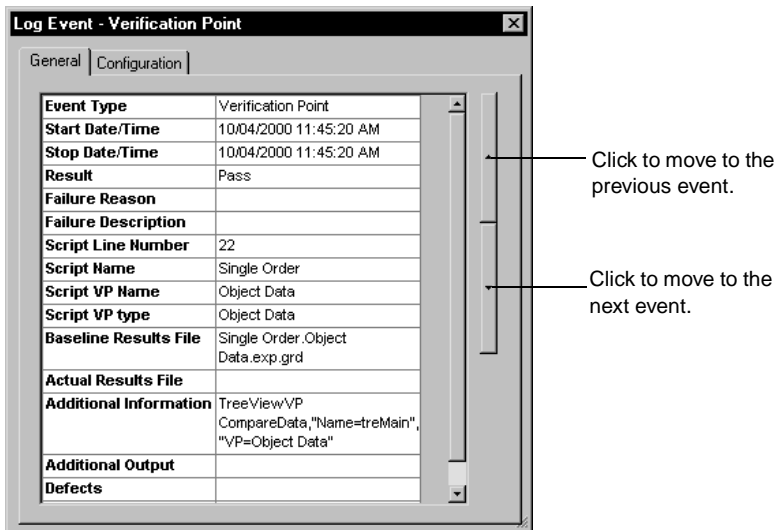 Log Event - Verification Point
General
Configuration
Event Type Verification Point
Start Date/Time 10/04/2000 11:45:20 AM
Stop Date/Time 10/04/2000 11:45:20 AM
Result Pass
Failure Reason
Failure Description
Script Line Number 22
Script Name Single Order
Script VP Name Object Data
Script VP type Object Data
Baseline Results File Single Order.Object
Data.exp.grd
Actual Results File
Additional Information TreeViewVP
CompareData,"Name=treMain",
"VP=Object Data"
Additional Output
Defects
Click to move to the
previous event.
Click to move to the
next event.